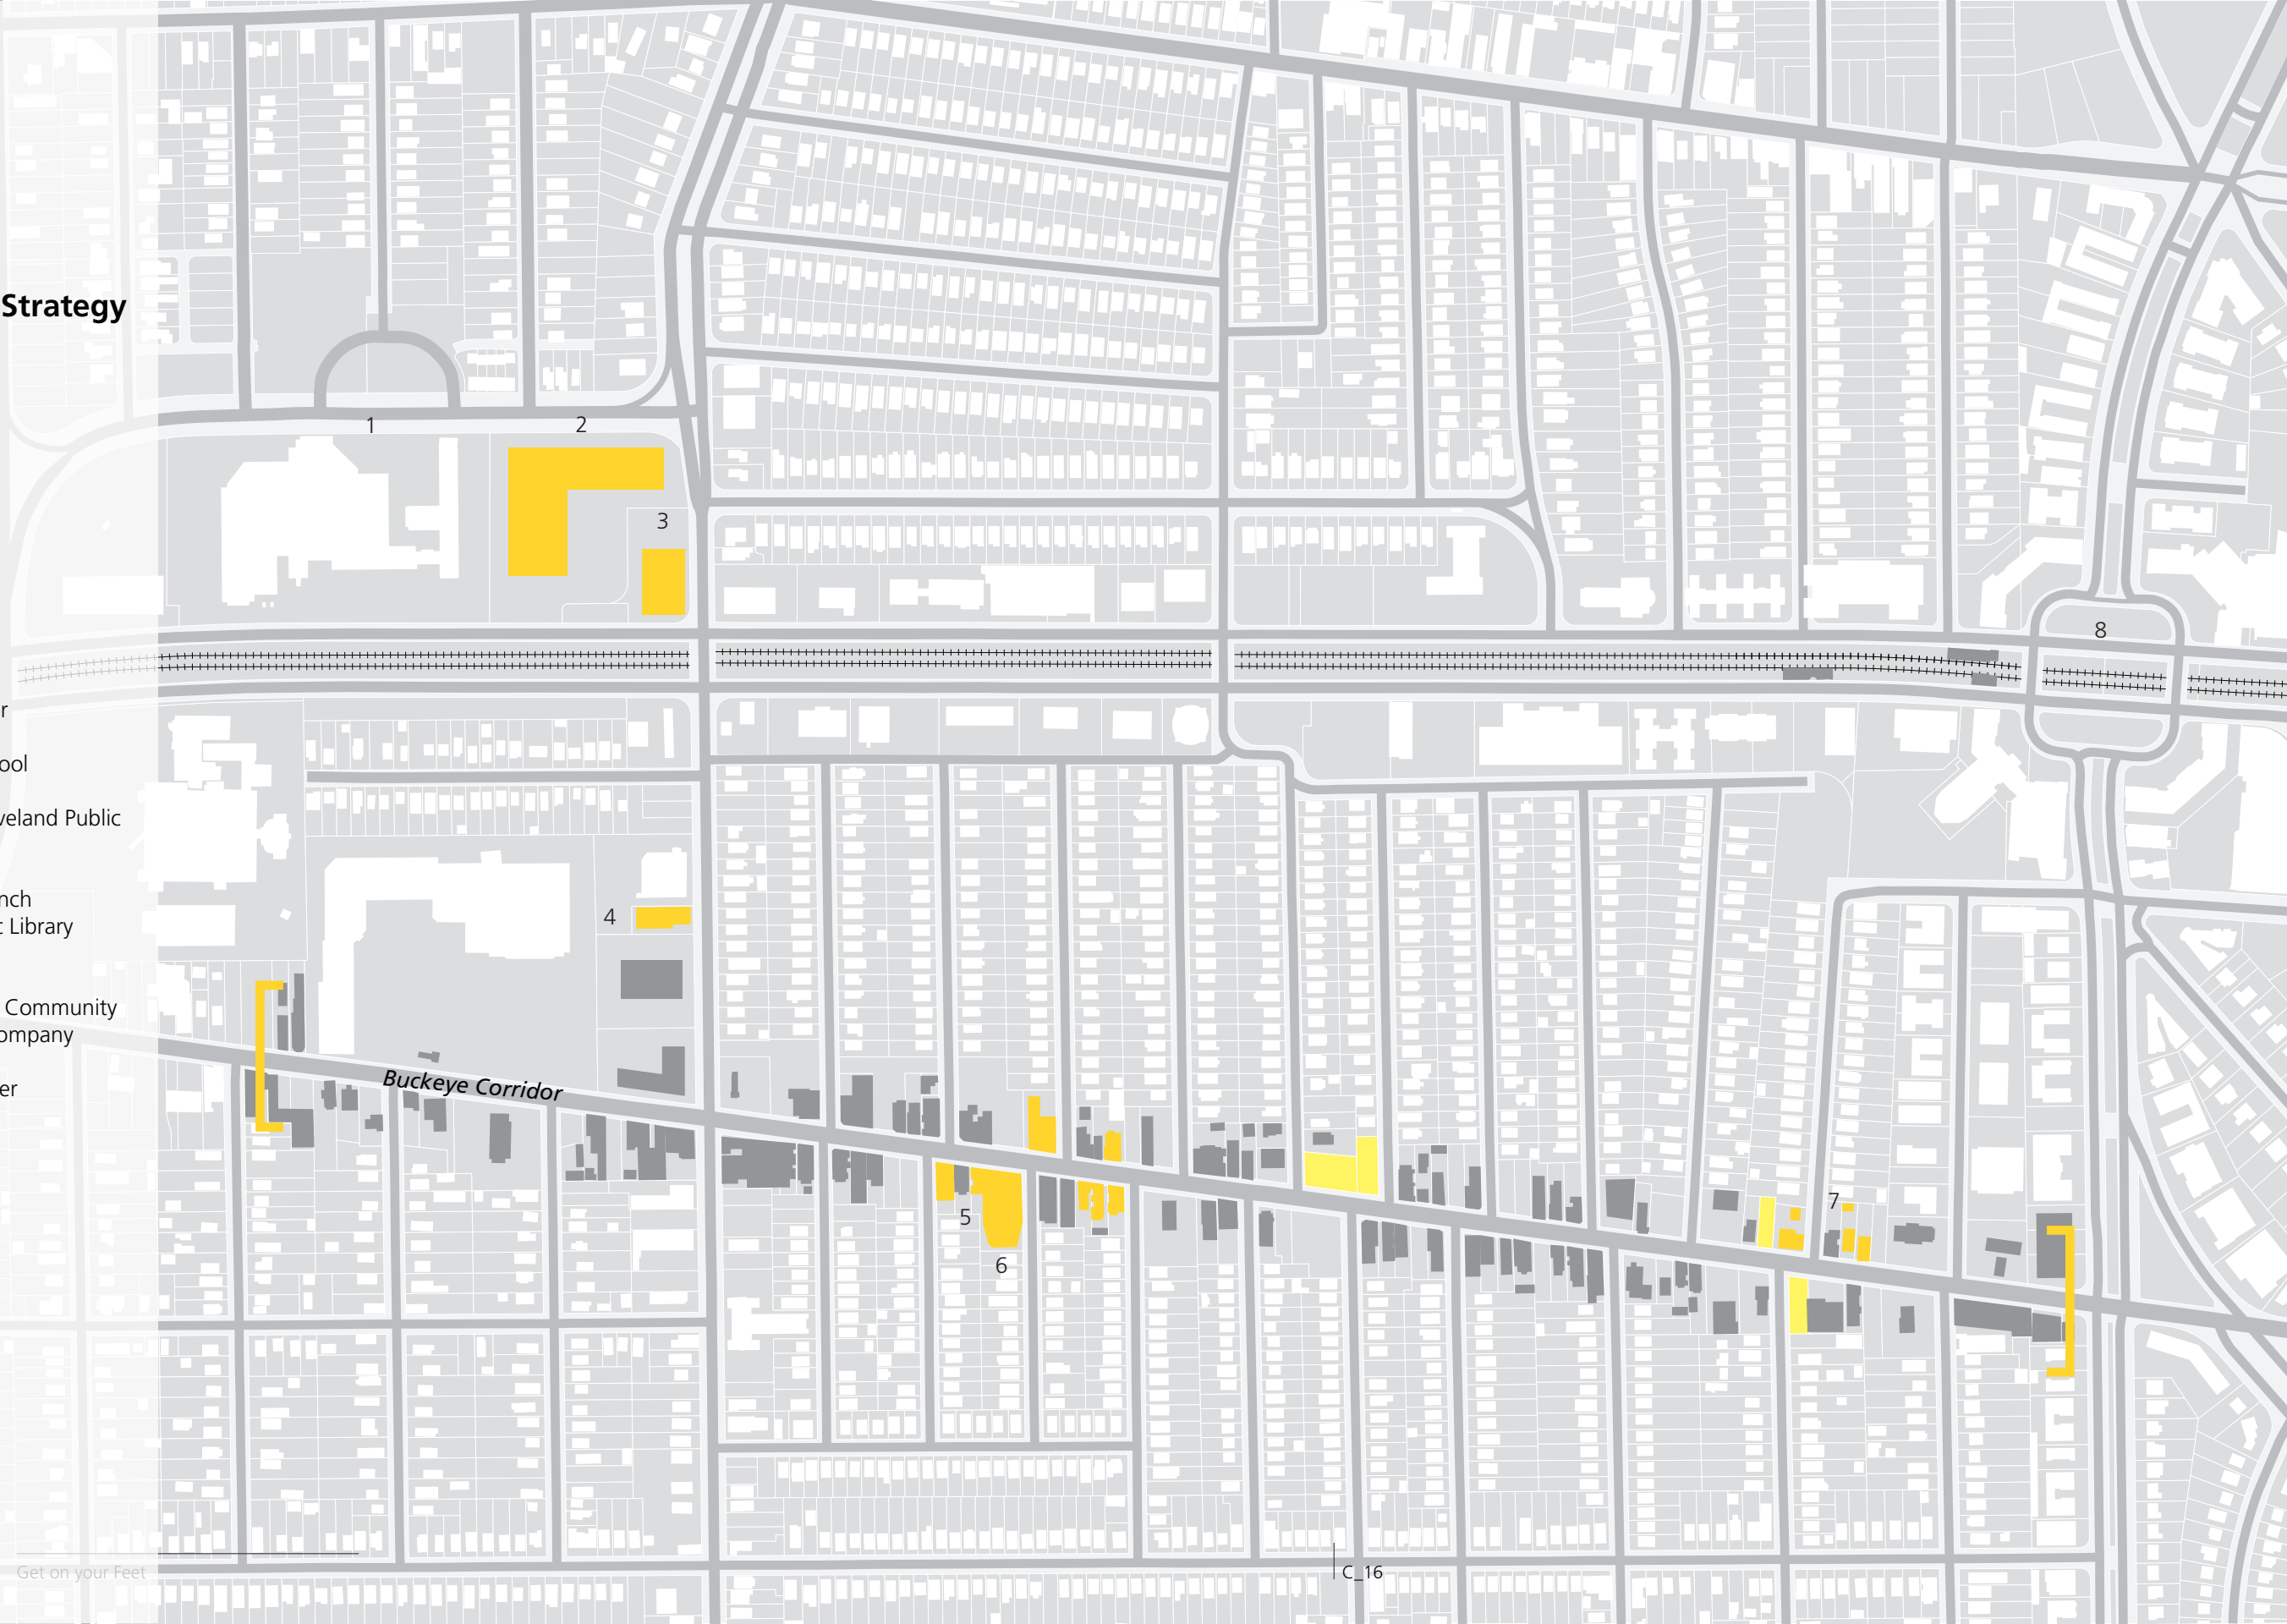 Strategy
1
2
3
r
ool
veland Public
nch
c Library
Community
ompany
er
4
Buckeye Corridor
5
6
7
8
Get on your Feet
C_16